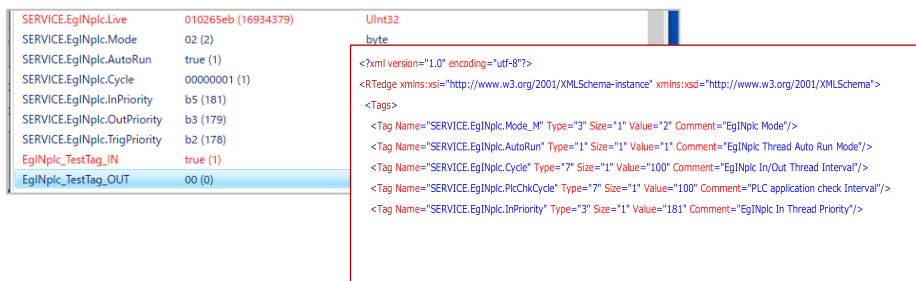 SERVICE.EgINplc.Live 010265eb (16934379) UInt32
SERVICE.EgINplc.Mode 02 (2) byte
SERVICE.EgINplc.AutoRun true (1)
SERVICE.EgINplc.Cycle 00000001 (1)
SERVICE.EgINplc.InPriority b5 (181)
SERVICE.EgINplc.OutPriority b3 (179)
SERVICE.EgINplc.TrigPriority b2 (178)
EgINplc_TestTag_IN true (1)
EgINplc_TestTag_OUT 00 (0)
<?xml version="1.0" encoding="utf-8"?>
<RTedge xmlns:xsi="http://www.w3.org/2001/XMLSchema-instance" xmlns:xsd="http://www.w3.org/2001/XMLSchema">
<Tags>
<Tag Name="SERVICE.EgINplc.Mode_M" Type="3" Size="1" Value="2" Comment="EgINplc Mode"/>
<Tag Name="SERVICE.EgINplc.AutoRun" Type="1" Size="1" Value="1" Comment="EgINplc Thread Auto Run Mode"/>
<Tag Name="SERVICE.EgINplc.Cycle" Type="7" Size="1" Value="100" Comment="EgINplc In/Out Thread Interval"/>
<Tag Name="SERVICE.EgINplc.PlcChkCycle" Type="7" Size="1" Value="100" Comment="PLC application check Interval"/>
<Tag Name="SERVICE.EgINplc.InPriority" Type="3" Size="1" Value="181" Comment="EgINplc In Thread Priority"/>